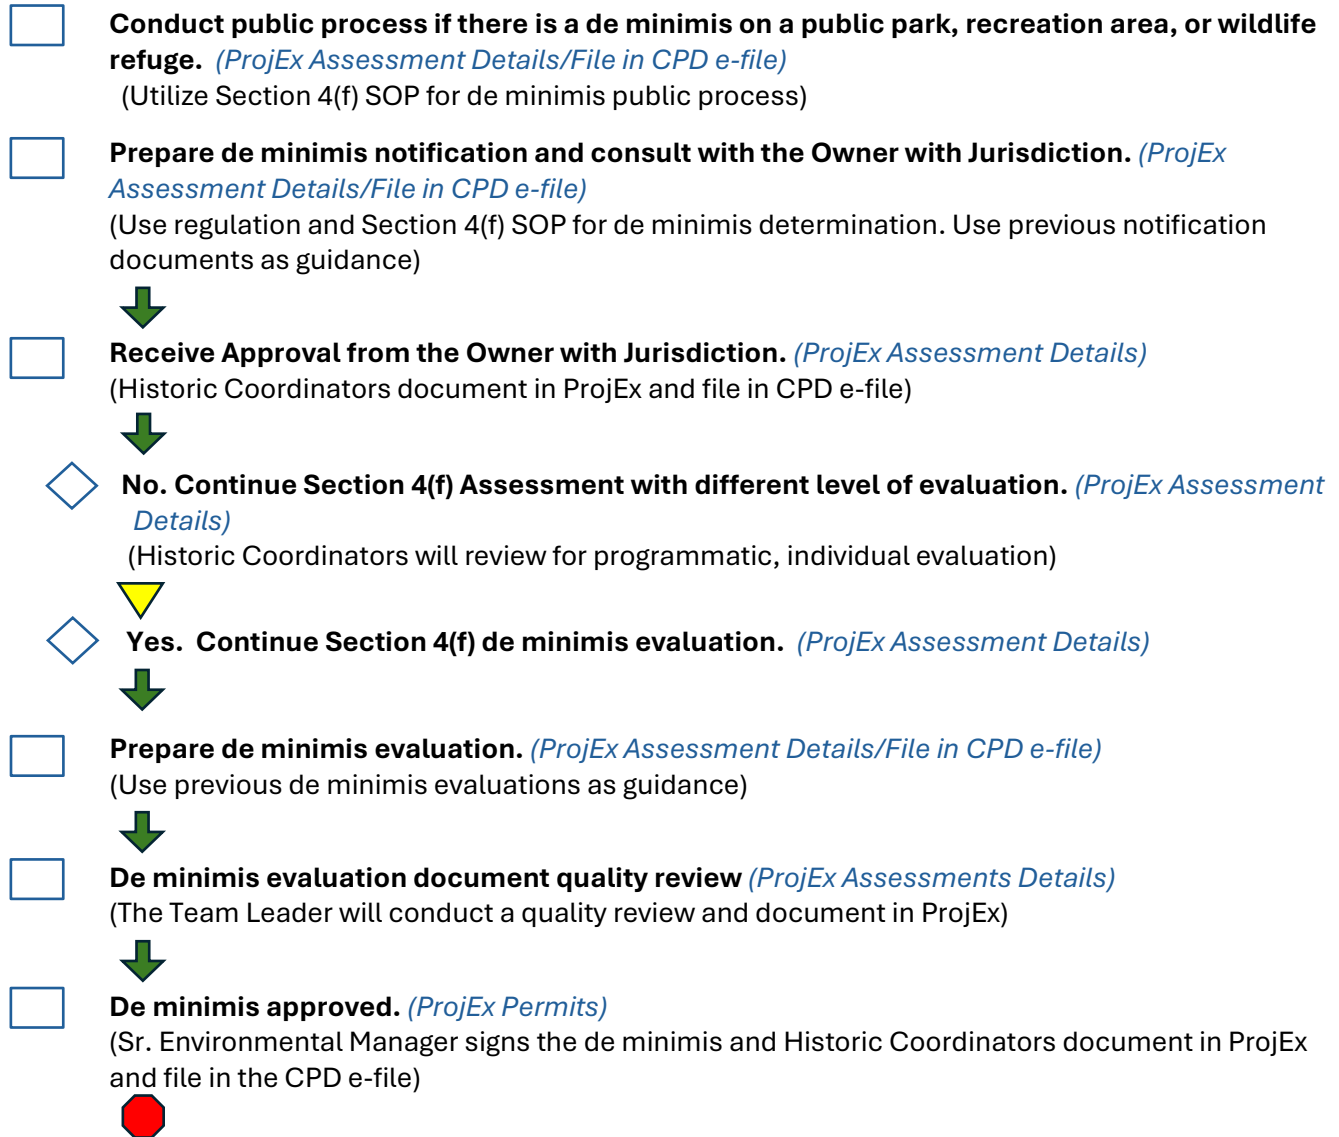 Conduct public process if there is a de minimis on a public park, recreation area, or wildlife
refuge. (ProjEx Assessment Details/File in CPD e-file)
(Utilize Section 4(f) SOP for de minimis public process)
Prepare de minimis notification and consult with the Owner with Jurisdiction. (ProjEx
Assessment Details/File in CPD e-file)
(Use regulation and Section 4(f) SOP for de minimis determination. Use previous notification
documents as guidance)
Receive Approval from the Owner with Jurisdiction. (ProjEx Assessment Details)
(Historic Coordinators document in ProjEx and file in CPD e-file)
No. Continue Section 4(f) Assessment with different level of evaluation. (ProjEx Assessment
Details)
(Historic Coordinators will review for programmatic, individual evaluation)
Yes. Continue Section 4(f) de minimis evaluation. (ProjEx Assessment Details)
Prepare de minimis evaluation. (ProjEx Assessment Details/File in CPD e-file)
(Use previous de minimis evaluations as guidance)
De minimis evaluation document quality review (ProjEx Assessments Details)
(The Team Leader will conduct a quality review and document in ProjEx)
De minimis approved. (ProjEx Permits)
(Sr. Environmental Manager signs the de minimis and Historic Coordinators document in ProjEx
and file in the CPD e-file)